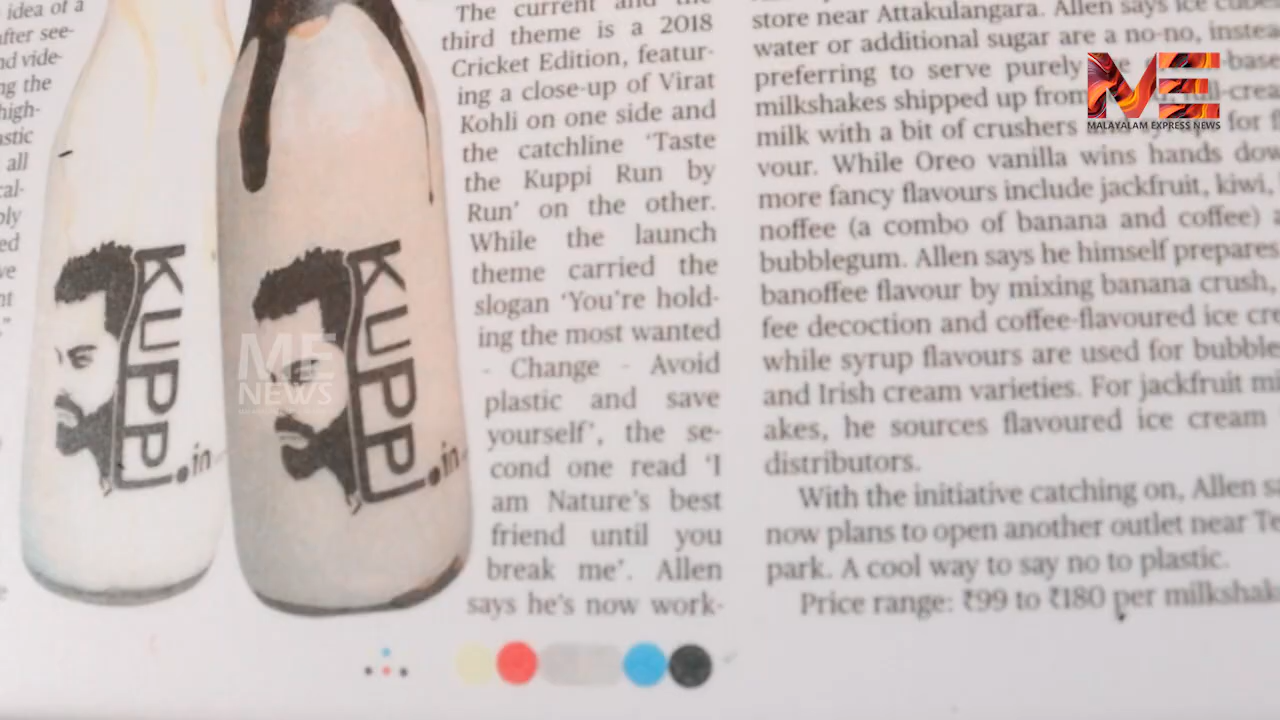 idea of a
after see-
nd vide-
ng the
high-
astic
all
cal-
bly
ed
ve
nt
KUPPI.in
KUPPI.in
The current and the
third theme is a 2018
Cricket Edition, featur-
ing a close-up of Virat
Kohli on one side and
the catchline ‘Taste
the Kuppi Run by
Run’ on the other.
While the launch
theme carried the
slogan ‘You’re hold-
ing the most wanted
- Change - Avoid
plastic and save
yourself’, the se-
cond one read ‘I
am Nature’s best
friend until you
break me’. Allen
says he’s now work-
store near Attakulangara. Allen says ice cubes
water or additional sugar are a no-no, instea
preferring to serve purely base
milkshakes shipped up from ful-crea
milk with a bit of crushers for f
vour. While Oreo vanilla wins hands dow
more fancy flavours include jackfruit, kiwi,
noffee (a combo of banana and coffee) a
bubblegum. Allen says he himself prepares
banoffee flavour by mixing banana crush,
fee decoction and coffee-flavoured ice cre
while syrup flavours are used for bubble
and Irish cream varieties. For jackfruit mi
akes, he sources flavoured ice cream
distributors.
With the initiative catching on, Allen sa
now plans to open another outlet near Te
park. A cool way to say no to plastic.
Price range: ₹99 to ₹180 per milkshak
ME
MALAYALAM EXPRESS NEWS
ME
NEWS